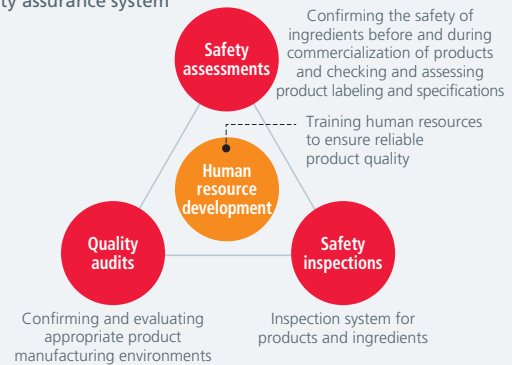 assurance system
Safety
assessments
Confirming the safety of
ingredients before and during
commercialization of products
and checking and assessing
product labeling and specifications
Training human resources
to ensure reliable
product quality
Human
resource
development
Quality
audits
Confirming and evaluating
appropriate product
manufacturing environments
Safety
inspections
Inspection system for
products and ingredients